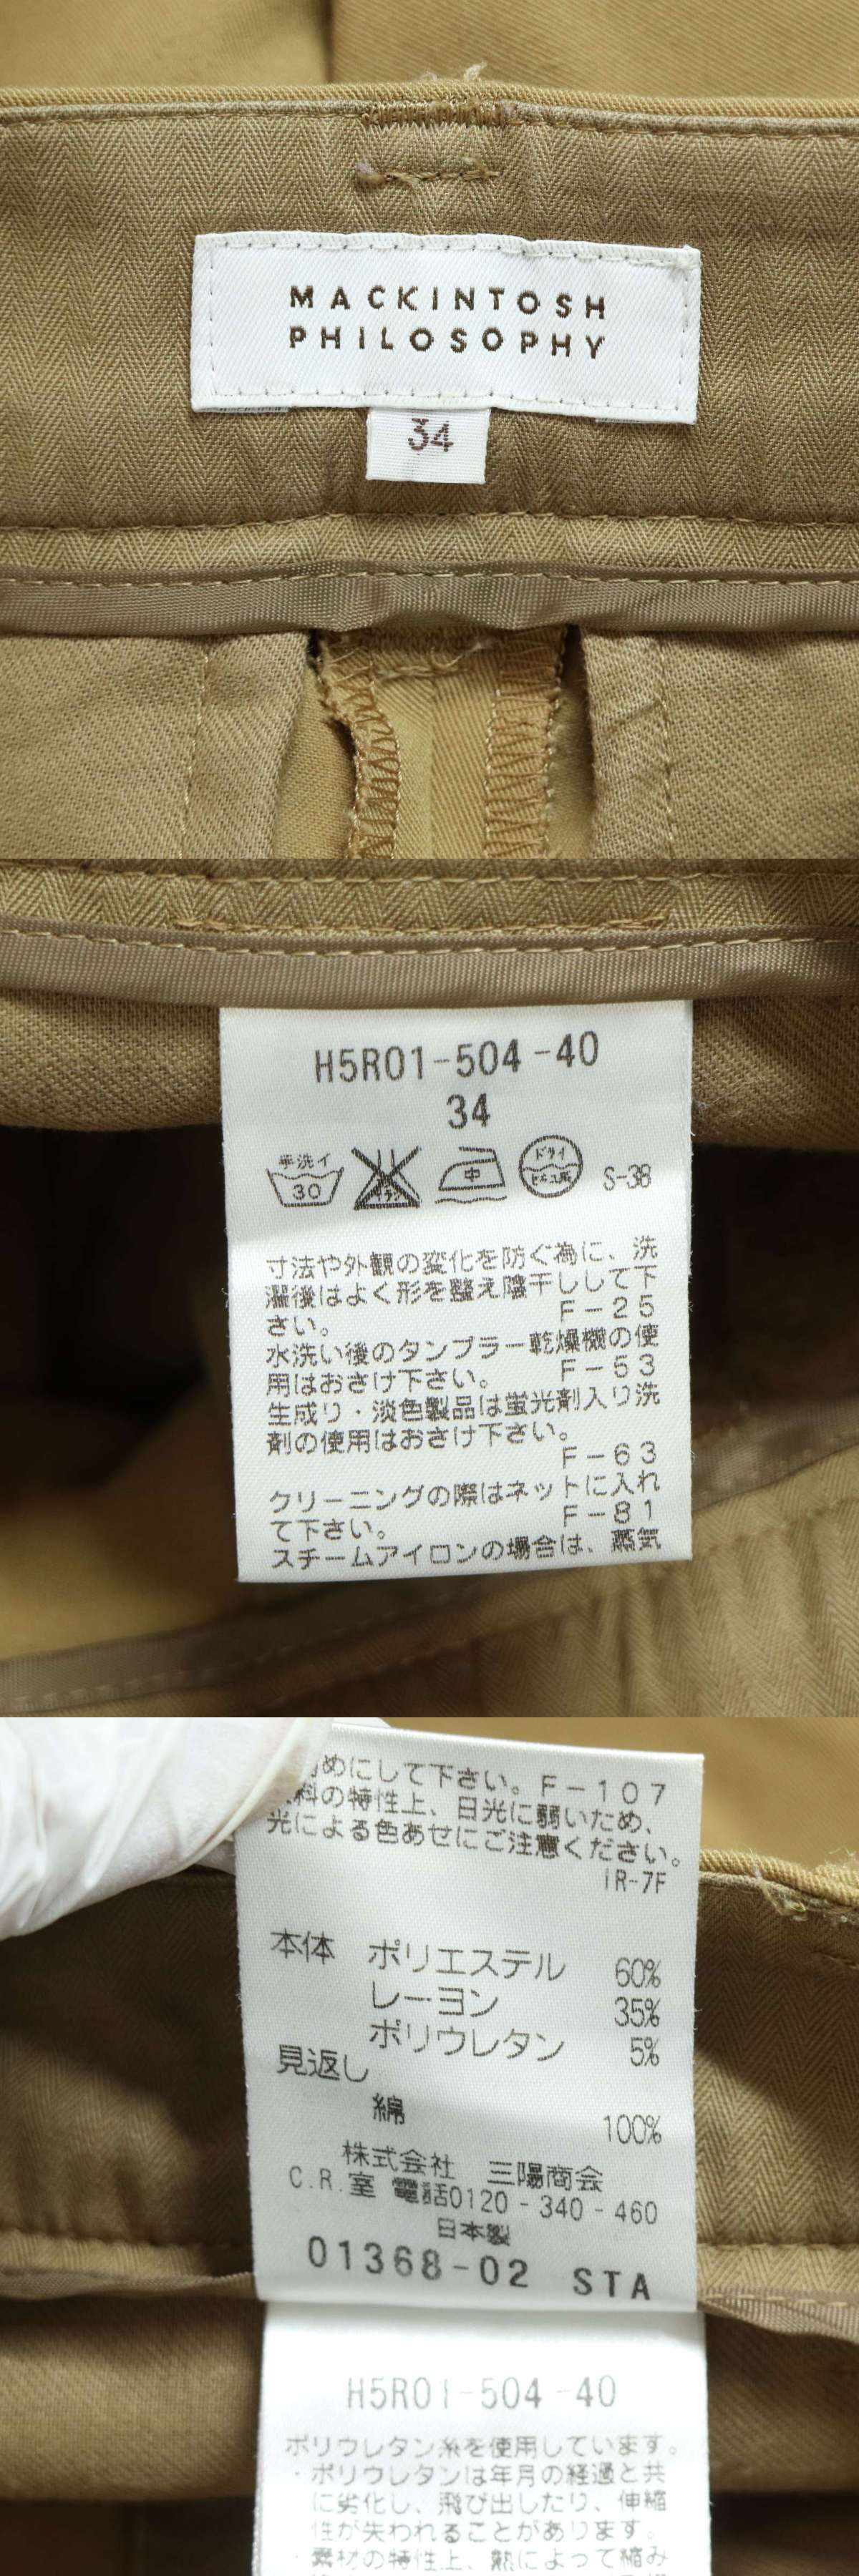 MACKINTOSH
PHILOSOPHY
34
H5R01-504-40
34
手洗イ
30
中
ドライ
S-38
寸法や外観の変化を防ぐ為に、洗
濯後はよく形を整え陰干しして下
さい。 F-25
水洗い後のタンブラー乾燥機の使
用はおさけ下さい。 F-53
生成り・淡色製品は蛍光剤入り洗
剤の使用はおさけ下さい。
F-63
クリーニングの際はネットに入れ
て下さい。 F-81
スチームアイロンの場合は、蒸気
めにして下さい。F-107
料の特性上、日光に弱いため、
光による色あせにご注意ください。
IR-7F
本体 ポリエステル 60%
レーヨン 35%
ポリウレタン 5%
見返し
綿 100%
株式会社 三陽商会
C.R.室 電話0120-340-460
日本製
01368-02 STA
H5R01-504-40
ポリウレタン糸を使用しています。
・ポリウレタンは年月の経過と共
に劣化し、飛び出したり、伸縮
性が失われることがあります。
・素材の特性上、熱によって縮み